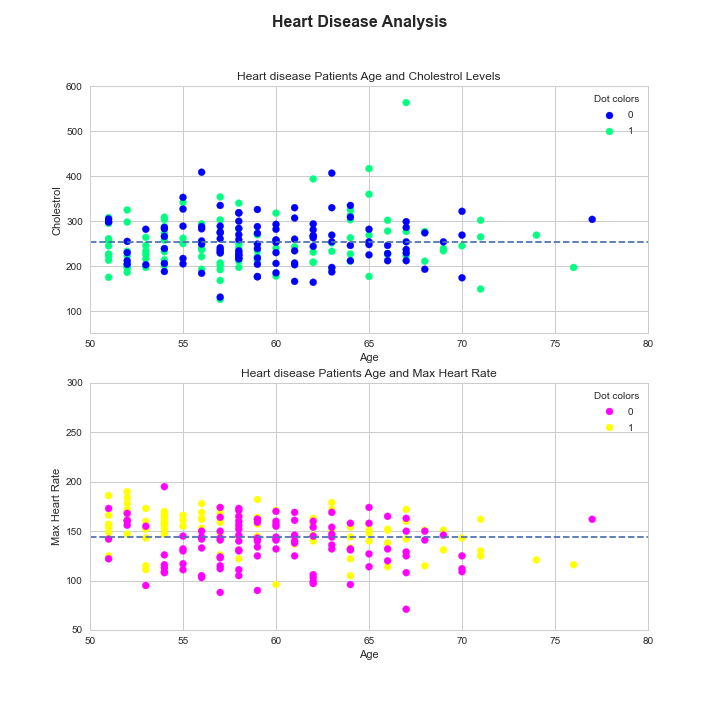 Heart Disease Analysis
Heart disease Patients Age and Cholestrol Levels
600
500
400
300
200
100
Cholestrol
Dot colors
0
1
50 55 60 65 70 75 80
Age
Heart disease Patients Age and Max Heart Rate
300
250
200
150
100
50
Max Heart Rate
Dot colors
0
1
50 55 60 65 70 75 80
Age